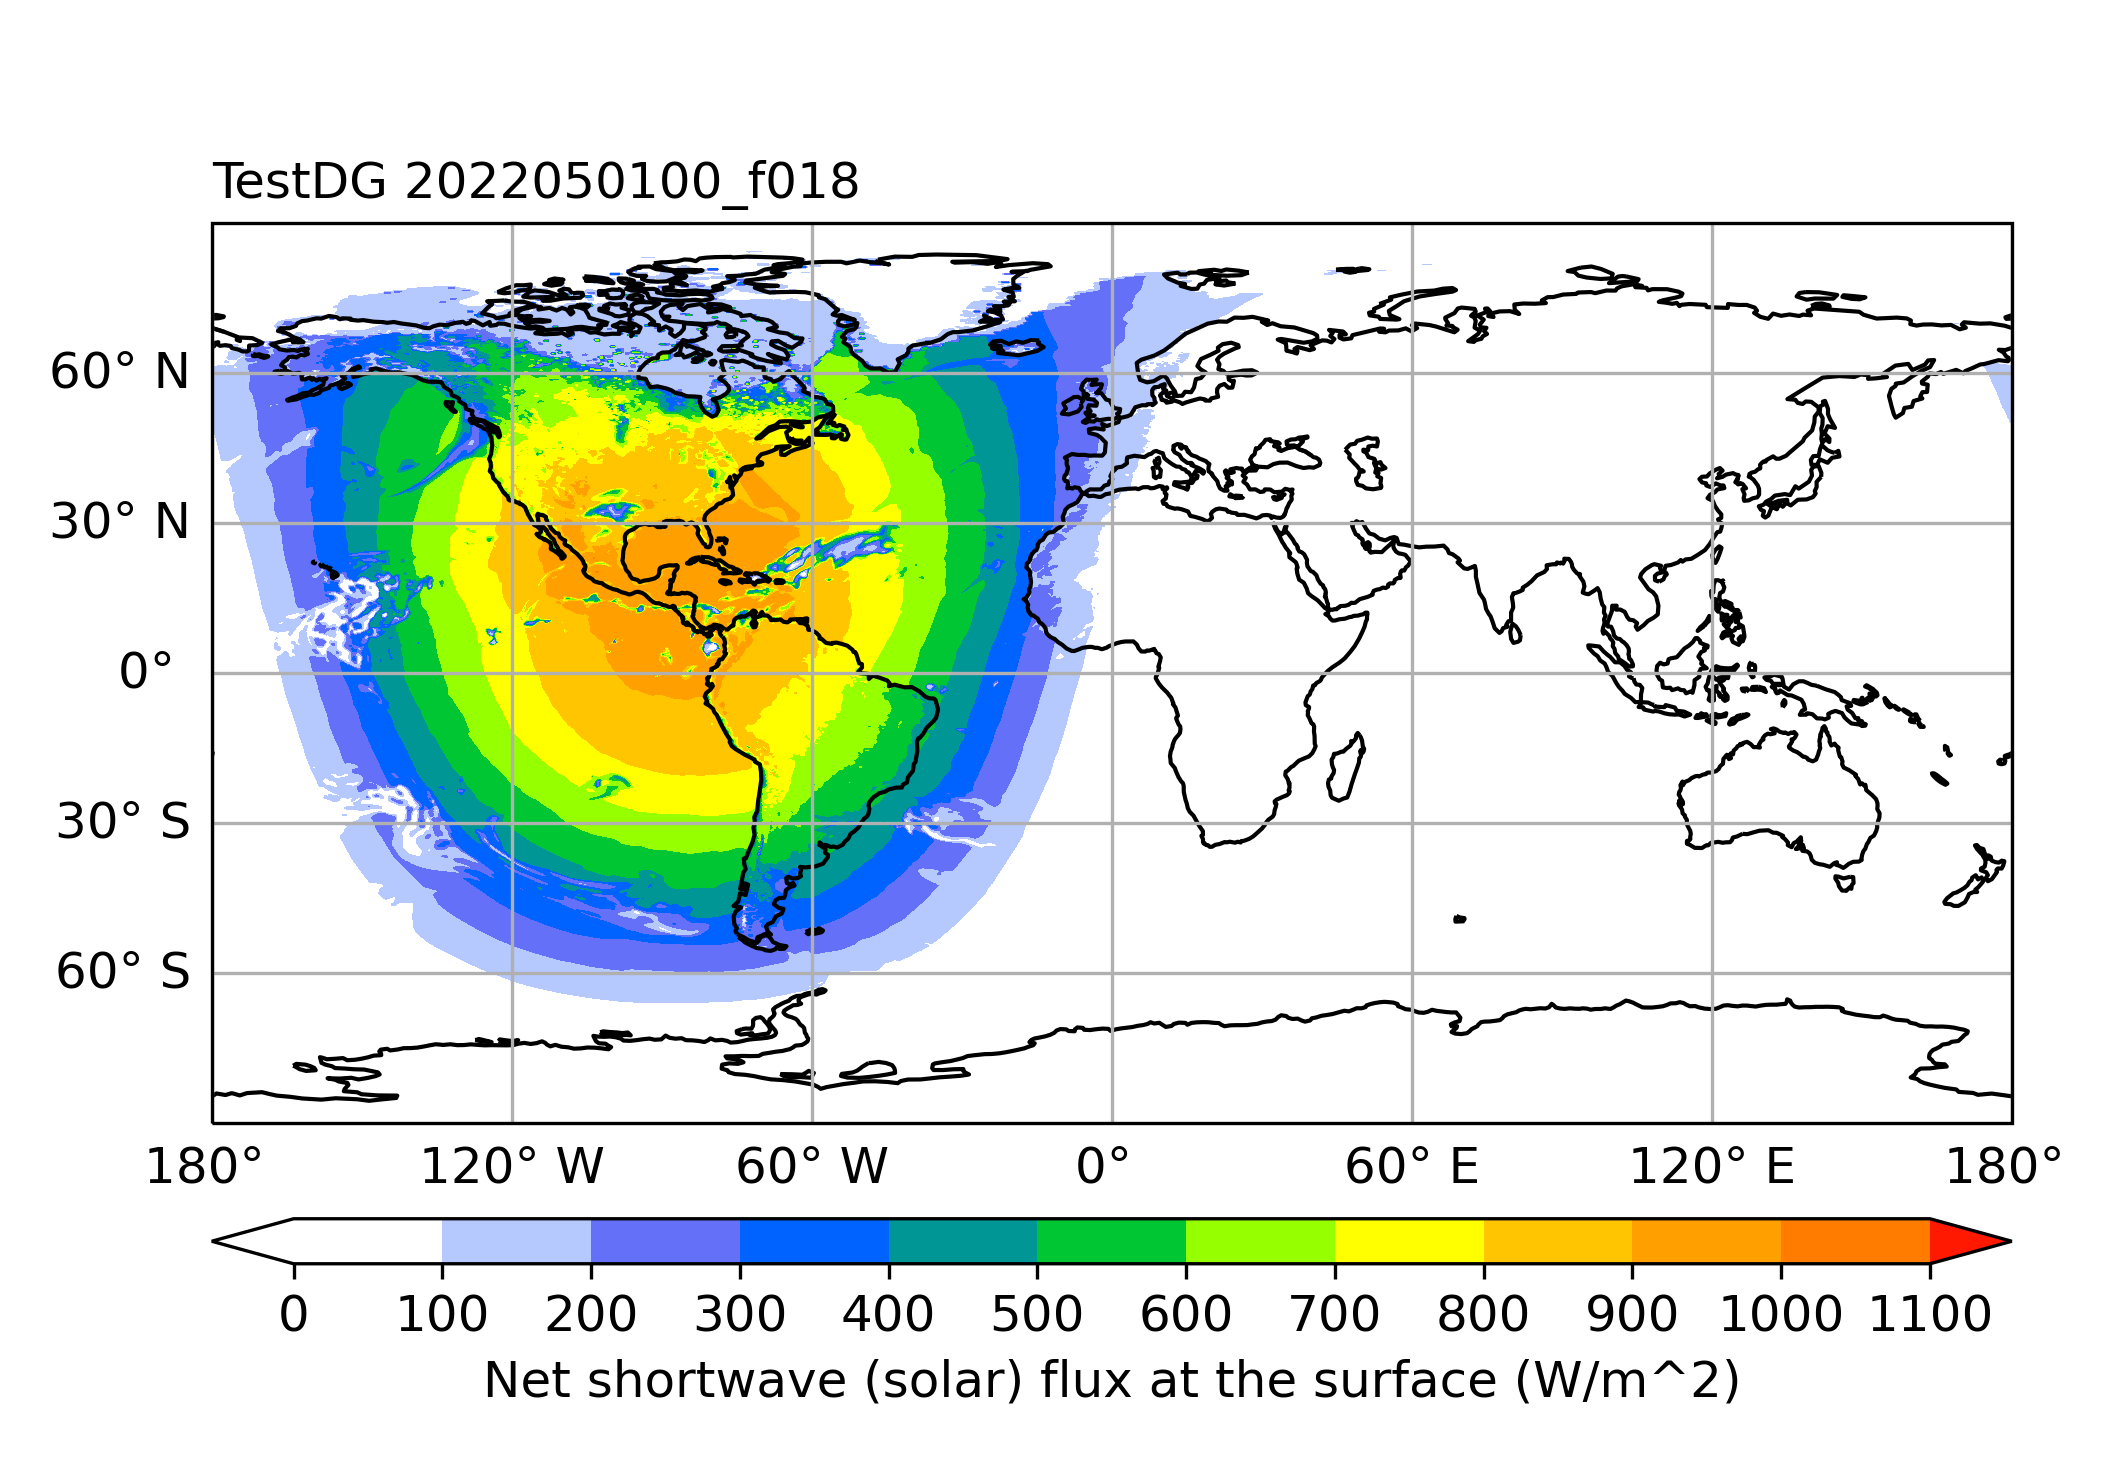 TestDG 2022050100_f018
60° N
30° N
0°
30° S
60° S
180° 120° W 60° W 0° 60° E 120° E 180°
0 100 200 300 400 500 600 700 800 900 1000 1100
Net shortwave (solar) flux at the surface (W/m^2)